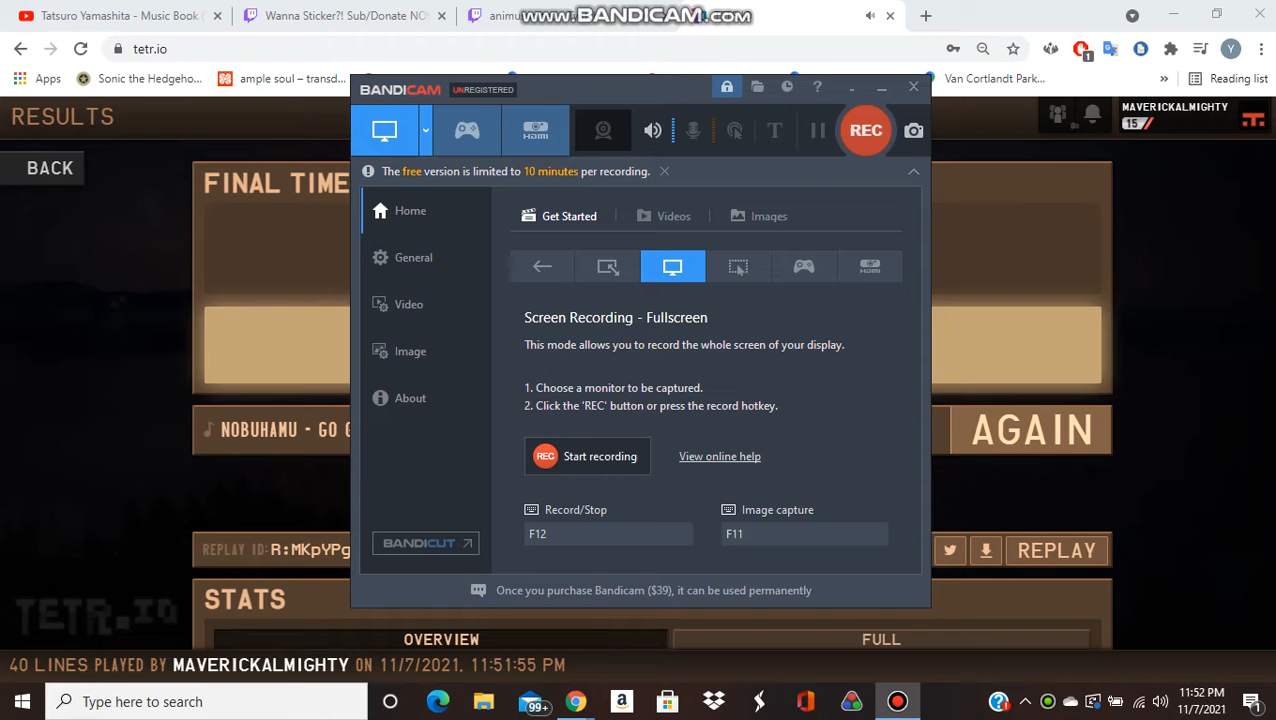 Tatsuro Yamashita - Music Book (
Wanna Sticker?! Sub/Donate NO
anim
www.BANDICAM.com
tetr.io
Y
Apps
Sonic the Hedgeho...
ample soul – transd...
Van Cortlandt Park...
Reading list
RESULTS
MAVERICKALMIGHTY
15
BACK
FINAL TIME
BANDICAM UNREGISTERED
HDMI
T
REC
The free version is limited to 10 minutes per recording.
Home
General
Video
Image
About
BANDICUT
Get Started
Videos
Images
HDMI
Screen Recording - Fullscreen
This mode allows you to record the whole screen of your display.
1. Choose a monitor to be captured.
2. Click the 'REC' button or press the record hotkey.
REC Start recording
View online help
Record/Stop
Image capture
F12
F11
Once you purchase Bandicam ($39), it can be used permanently
NOBUHAMU - GO G
AGAIN
REPLAY ID: R:MKpYPg
REPLAY
STATS
TETR.IO
OVERVIEW
FULL
40 LINES PLAYED BY MAVERICKALMIGHTY ON 11/7/2021, 11:51:55 PM
Type here to search
99+
11:52 PM
11/7/2021